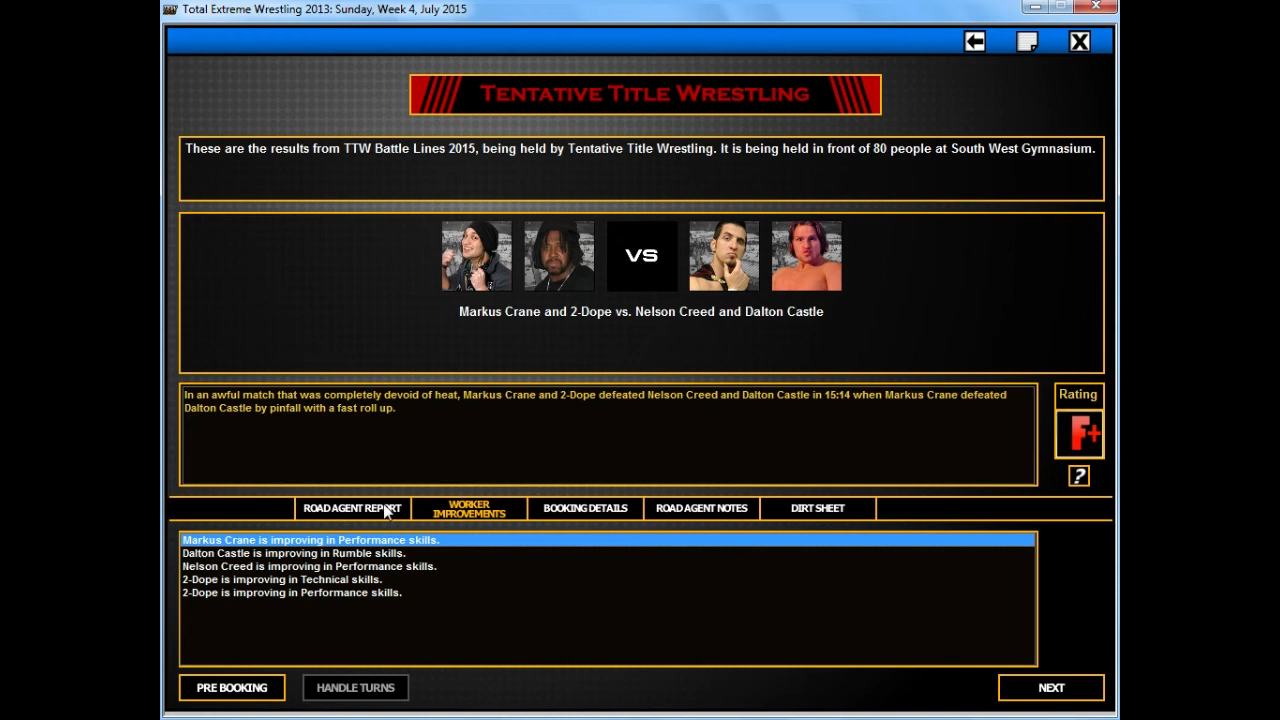 Total Extreme Wrestling 2013: Sunday, Week 4, July 2015
TENTATIVE TITLE WRESTLING
These are the results from TTW Battle Lines 2015, being held by Tentative Title Wrestling. It is being held in front of 80 people at South West Gymnasium.
VS
Markus Crane and 2-Dope vs. Nelson Creed and Dalton Castle
In an awful match that was completely devoid of heat, Markus Crane and 2-Dope defeated Nelson Creed and Dalton Castle in 15:14 when Markus Crane defeated
Dalton Castle by pinfall with a fast roll up.
Rating
F+
?
ROAD AGENT REPORT
WORKER
IMPROVEMENTS
BOOKING DETAILS
ROAD AGENT NOTES
DIRT SHEET
Markus Crane is improving in Performance skills.
Dalton Castle is improving in Rumble skills.
Nelson Creed is improving in Performance skills.
2-Dope is improving in Technical skills.
2-Dope is improving in Performance skills.
PRE BOOKING
HANDLE TURNS
NEXT